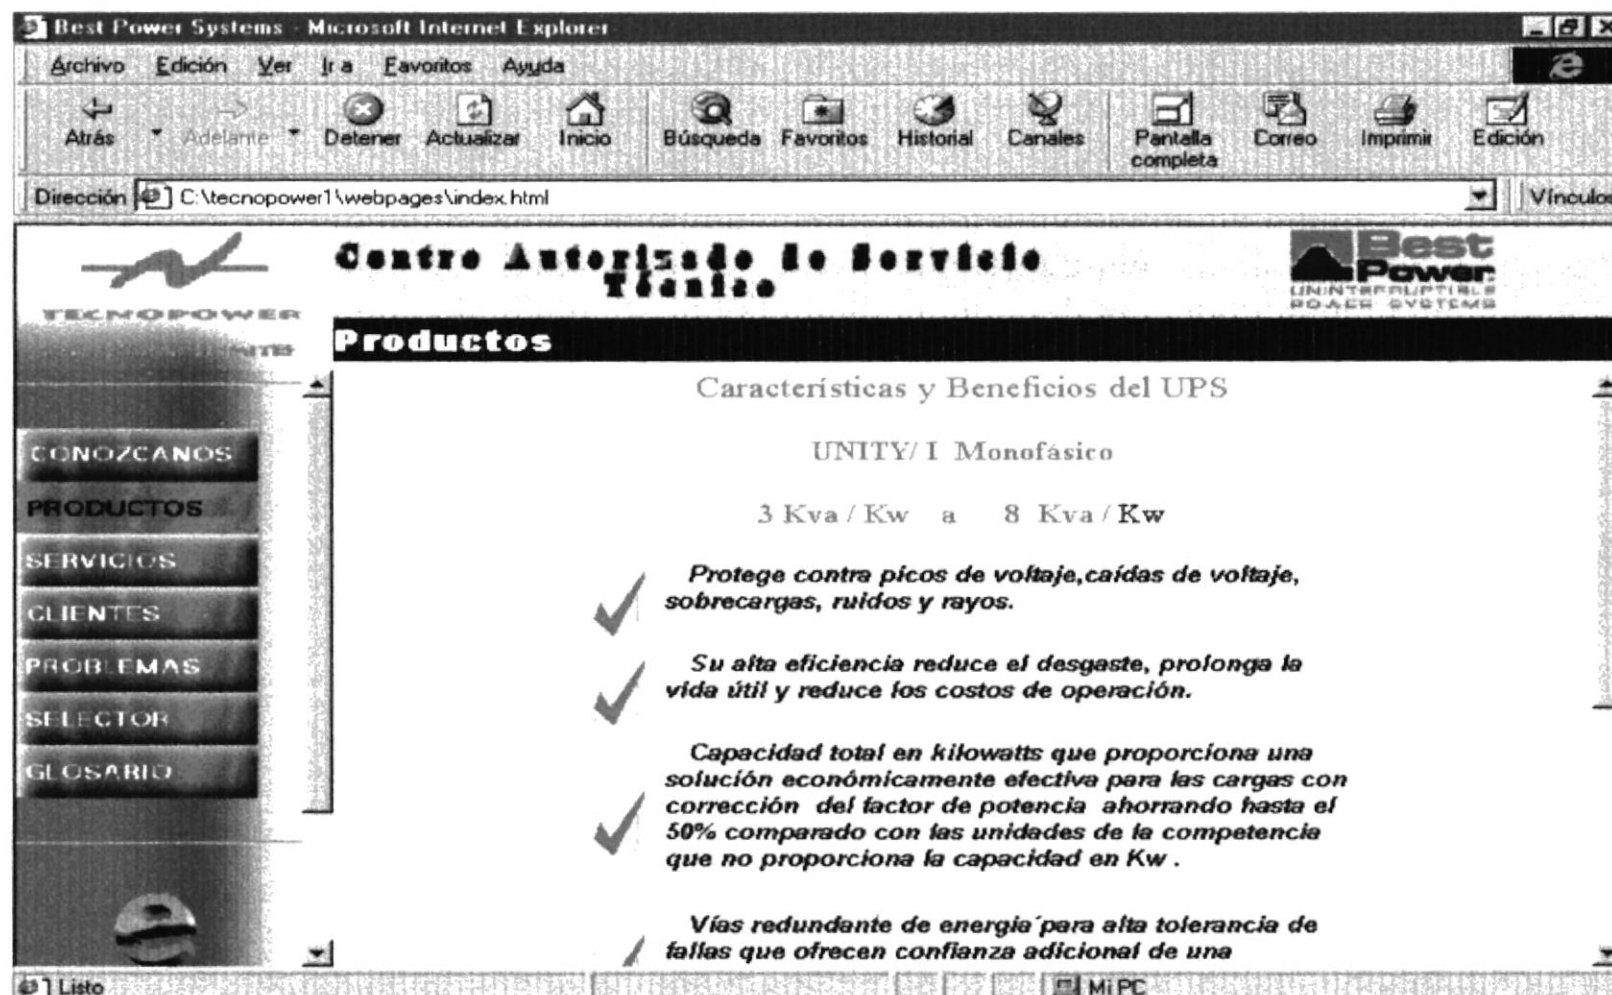 Best Power Systems - Microsoft Internet Explorer
Archivo Edición Ver Ir a Favoritos Ayuda
Atrás Adelante Detener Actualizar Inicio Búsqueda Favoritos Historial Canales Pantalla completa Correo Imprimir Edición
Dirección C:\tecnopower1\webpages\index.html Vínculos
TECNOPOWER
Centro Autorizado de Servicio
Técnico
Best
Power
UNINTERRUPTIBLE
POWER SYSTEMS
Productos
CONOZCANOS
PRODUCTOS
SERVICIOS
CLIENTES
PROBLEMAS
SELECTOR
GLOSARIO
Características y Beneficios del UPS
UNITY/ I Monofásico
3 Kva / Kw a 8 Kva / Kw
Protege contra picos de voltaje,caídas de voltaje,
sobrecargas, ruidos y rayos.
Su alta eficiencia reduce el desgaste, prolonga la
vida útil y reduce los costos de operación.
Capacidad total en kilowatts que proporciona una
solución económicamente efectiva para las cargas con
corrección del factor de potencia ahorrando hasta el
50% comparado con las unidades de la competencia
que no proporciona la capacidad en Kw .
Vías redundante de energia´para alta tolerancia de
fallas que ofrecen confianza adicional de una
Listo
Mi PC